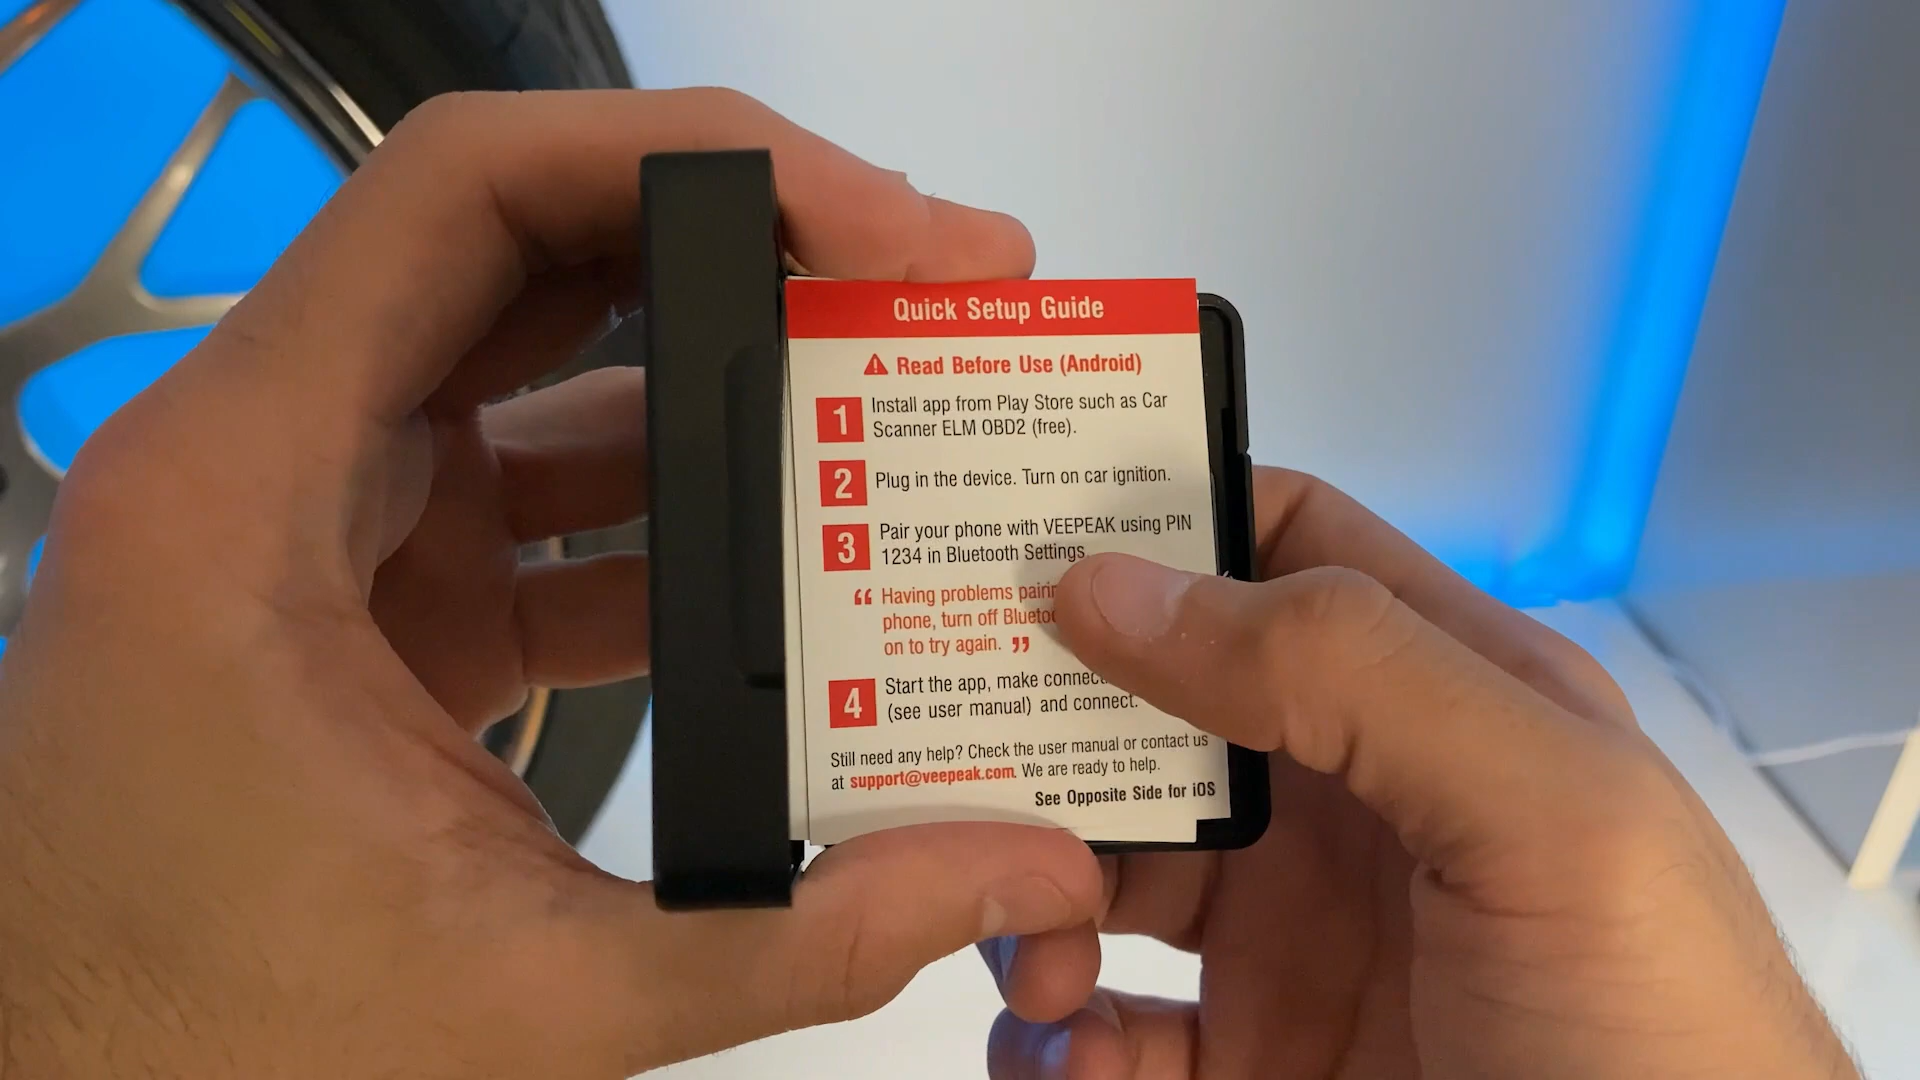 Quick Setup Guide
Read Before Use (Android)
1
Install app from Play Store such as Car
Scanner ELM OBD2 (free).
2
Plug in the device. Turn on car ignition.
3
Pair your phone with VEEPEAK using PIN
1234 in Bluetooth Settings.
“ Having problems
phone, turn off
on to try again. ”
4
Start the app, make
(see user manual) and connect.
Still need any help? Check the user manual or contact us
at support@veepeak.com. We are ready to help.
See Opposite Side for iOS